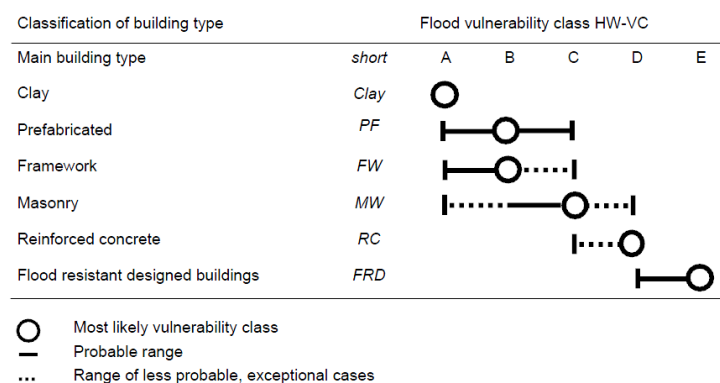 Classification of building type Flood vulnerability class HW-VC
Main building type short A B C D E
Clay Clay
Prefabricated PF
Framework FW
Masonry MW
Reinforced concrete RC
Flood resistant designed buildings FRD
Most likely vulnerability class
Probable range
Range of less probable, exceptional cases